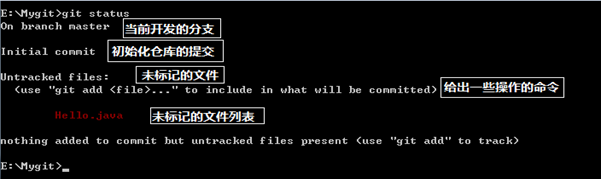 E:\Mygit>git status
On branch master 当前开发的分支
Initial commit 初始化仓库的提交
Untracked files: 未标记的文件
(use "git add <file>..." to include in what will be committed) 给出一些操作的命令
Hello.java 未标记的文件列表
nothing added to commit but untracked files present (use "git add" to track)
E:\Mygit>_